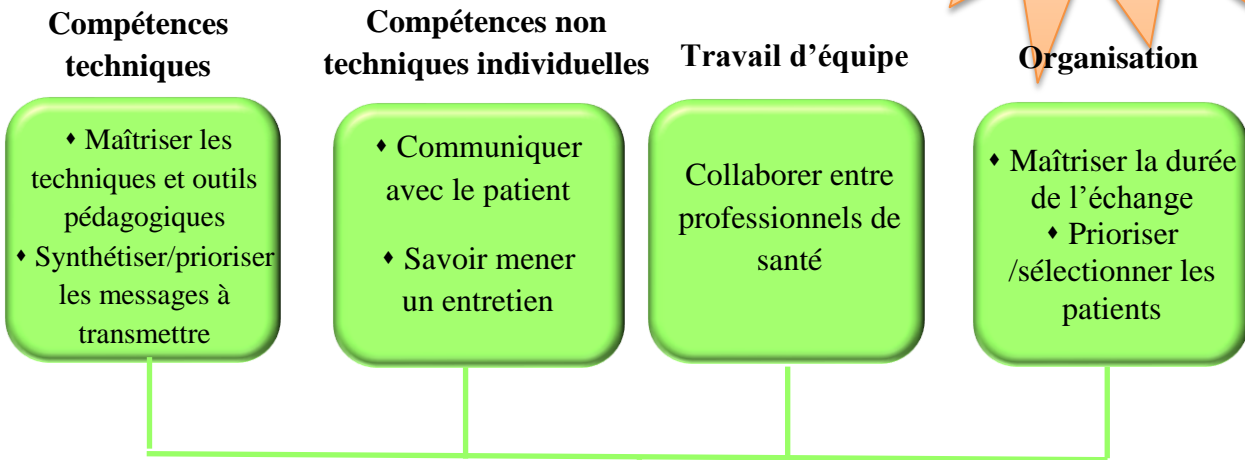 Compétences
techniques
♦ Maîtriser les
techniques et outils
pédagogiques
♦ Synthétiser/prioriser
les messages à
transmettre
Compétences non
techniques individuelles
♦ Communiquer
avec le patient
♦ Savoir mener
un entretien
Travail d’équipe
Collaborer entre
professionnels de
santé
Organisation
♦ Maîtriser la durée
de l’échange
♦ Prioriser
/sélectionner les
patients